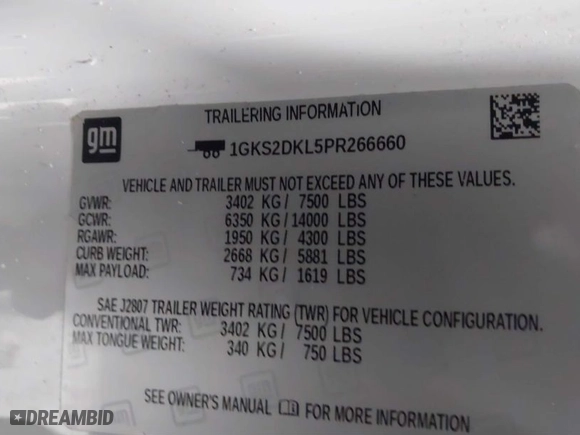 TRAILERING INFORMATION
gm
1GKS2DKL5PR266660
VEHICLE AND TRAILER MUST NOT EXCEED ANY OF THESE VALUES.
GVWR: 3402 KG/ 7500 LBS
GCWR: 6350 KG/14000 LBS
RGAWR: 1950 KG/ 4300 LBS
CURB WEIGHT: 2668 KG/ 5881 LBS
MAX PAYLOAD: 734 KG/ 1619 LBS
SAE J2807 TRAILER WEIGHT RATING (TWR) FOR VEHICLE CONFIGURATION.
CONVENTIONAL TWR: 3402 KG/ 7500 LBS
MAX TONGUE WEIGHT: 340 KG/ 750 LBS
SEE OWNER'S MANUAL FOR MORE INFORMATION
DREAMBID